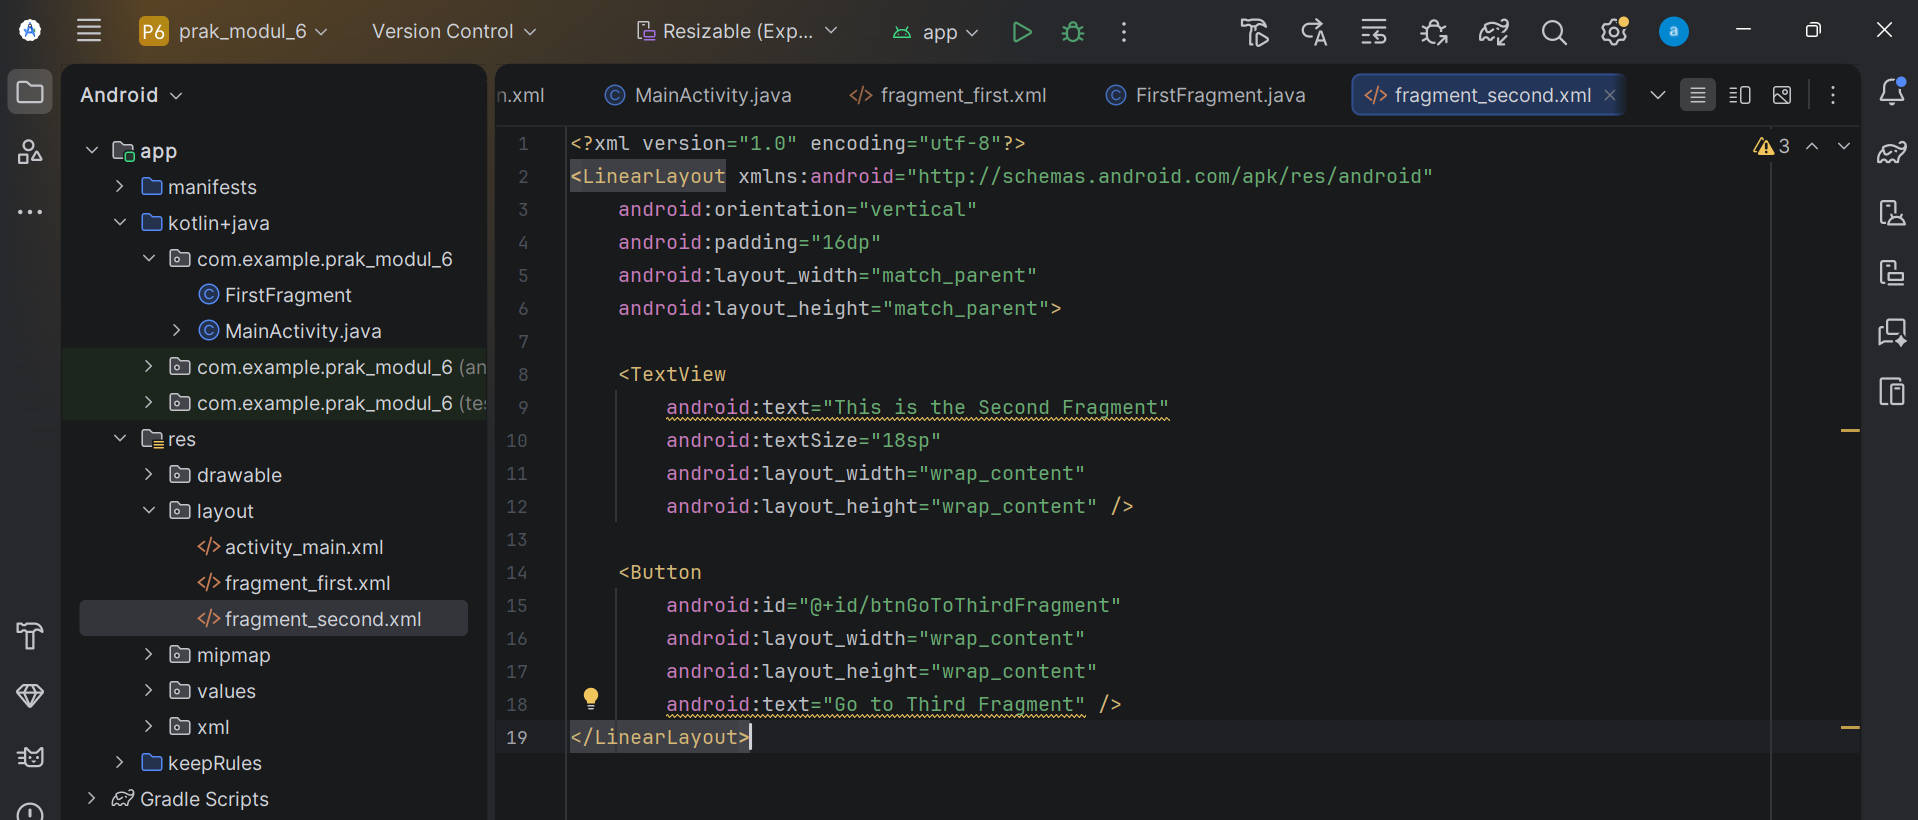 P6 prak_modul_6 Version Control Resizable (Exp... app a
Android
n.xml MainActivity.java fragment_first.xml FirstFragment.java fragment_second.xml
app
manifests
kotlin+java
com.example.prak_modul_6
FirstFragment
MainActivity.java
com.example.prak_modul_6 (an
com.example.prak_modul_6 (tes
res
drawable
layout
activity_main.xml
fragment_first.xml
fragment_second.xml
mipmap
values
xml
keepRules
Gradle Scripts
3
1 <?xml version="1.0" encoding="utf-8"?>
2 <LinearLayout xmlns:android="http://schemas.android.com/apk/res/android"
3     android:orientation="vertical"
4     android:padding="16dp"
5     android:layout_width="match_parent"
6     android:layout_height="match_parent">
7
8     <TextView
9         android:text="This is the Second Fragment"
10         android:textSize="18sp"
11         android:layout_width="wrap_content"
12         android:layout_height="wrap_content" />
13
14     <Button
15         android:id="@+id/btnGoToThirdFragment"
16         android:layout_width="wrap_content"
17         android:layout_height="wrap_content"
18         android:text="Go to Third Fragment" />
19 </LinearLayout>